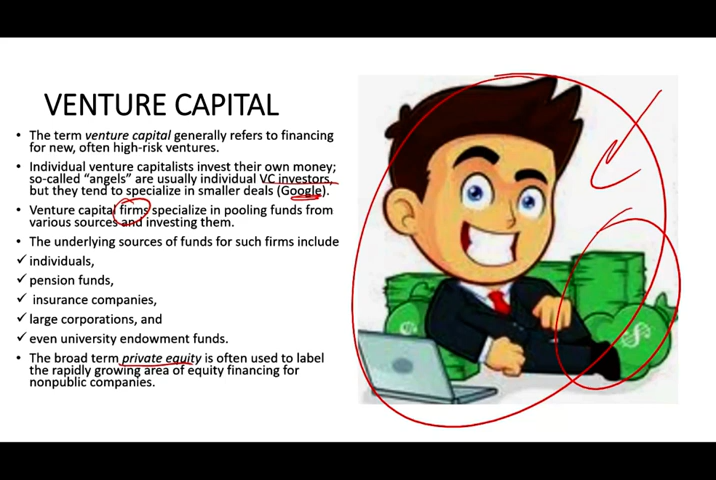 VENTURE CAPITAL
• The term venture capital generally refers to financing
for new, often high-risk ventures.
• Individual venture capitalists invest their own money;
so-called “angels” are usually individual VC investors,
but they tend to specialize in smaller deals (Google).
• Venture capital firms specialize in pooling funds from
various sources and investing them.
• The underlying sources of funds for such firms include
✓ individuals,
✓ pension funds,
✓ insurance companies,
✓ large corporations, and
✓ even university endowment funds.
• The broad term private equity is often used to label
the rapidly growing area of equity financing for
nonpublic companies.
$
$